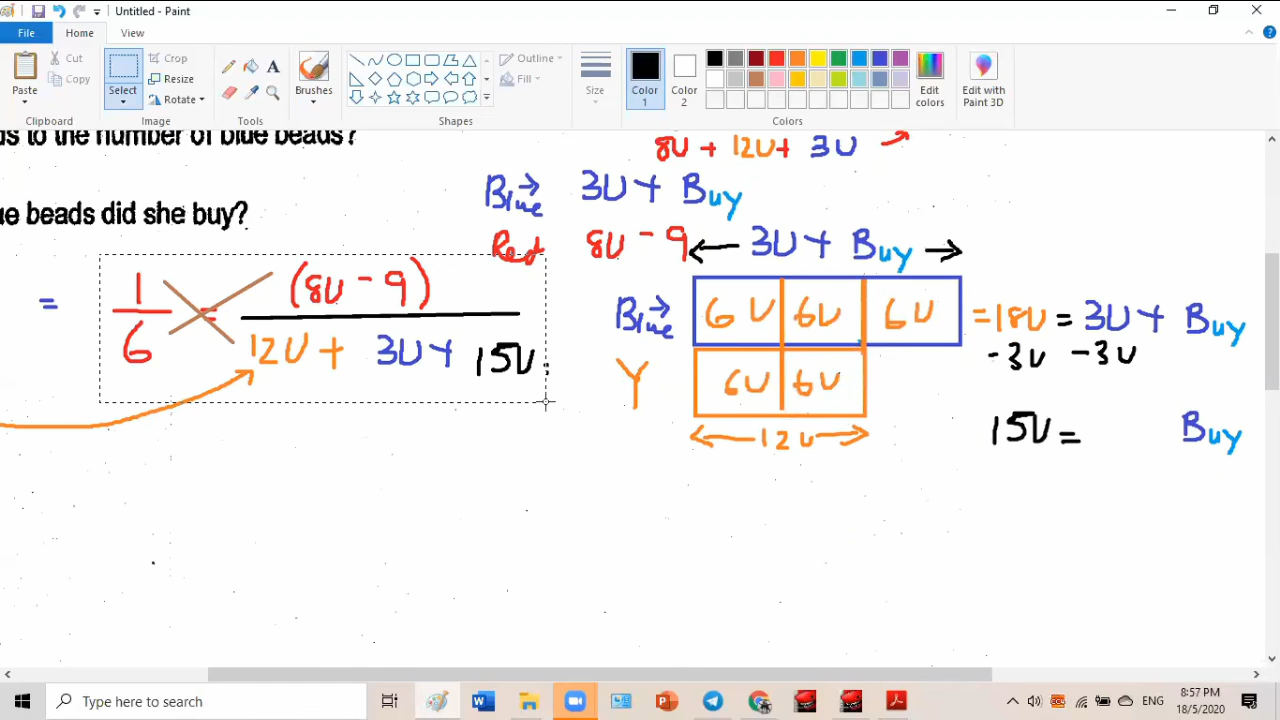 Untitled - Paint
File Home View
Paste Cut Copy Select Crop Resize Rotate Brushes Outline Fill Size Color 1 Color 2 Edit colors Edit with Paint 3D
Clipboard Image Tools Shapes Colors
ds to the number of blue beads?
8U + 12U + 3U
Blue → 3U + Buy
ue beads did she buy?
Red 8U - 9
3U + Buy
= 1/6 = (8U - 9)/12U + 3U + 15U
Blue → 6U 6U 6U = 18U = 3U + Buy
-3U -3U
Y 6U 6U
12U
15U = Buy
Type here to search
ENG
8:57 PM
18/5/2020